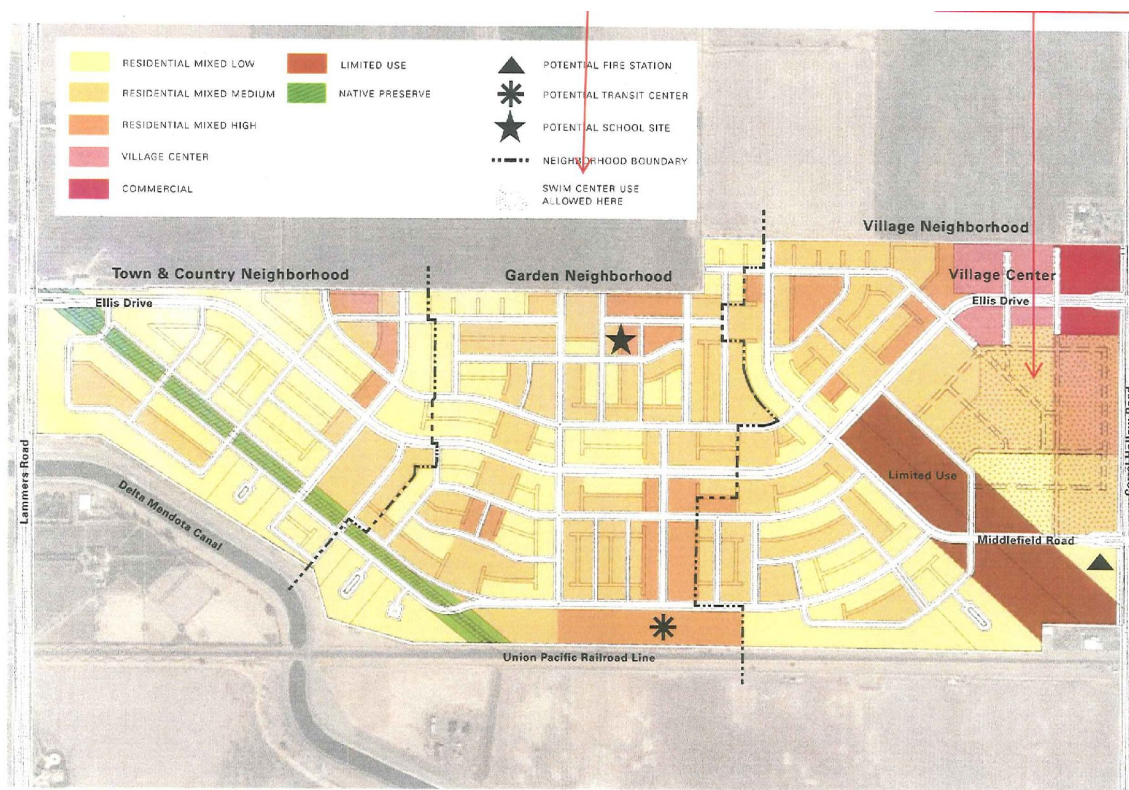 RESIDENTIAL MIXED LOW
RESIDENTIAL MIXED MEDIUM
RESIDENTIAL MIXED HIGH
VILLAGE CENTER
COMMERCIAL
LIMITED USE
NATIVE PRESERVE
POTENTIAL FIRE STATION
POTENTIAL TRANSIT CENTER
POTENTIAL SCHOOL SITE
NEIGHBORHOOD BOUNDARY
SWIM CENTER USE
ALLOWED HERE
Village Neighborhood
Town & Country Neighborhood
Garden Neighborhood
Village Center
Ellis Drive
Ellis Drive
Lammers Road
Delta Mendota Canal
Limited Use
Middlefield Road
Union Pacific Railroad Line